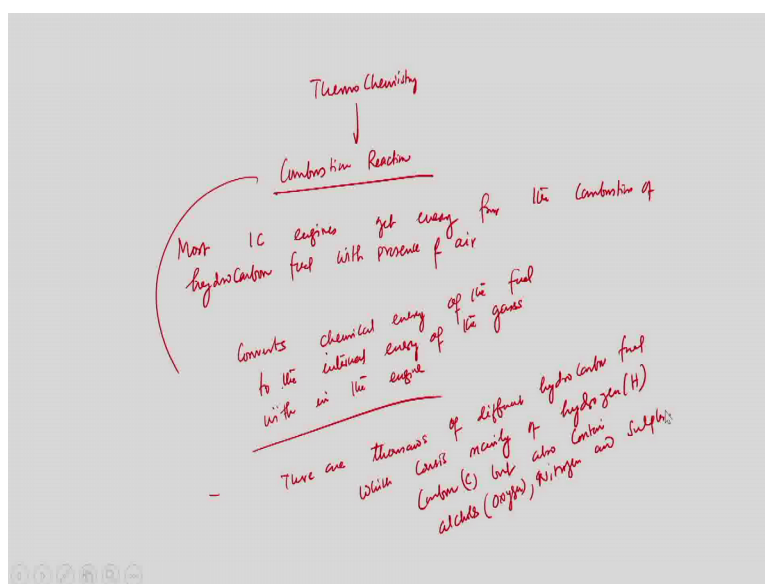 Thermo Chemistry
Combustion Reaction
Most IC engines get energy from the combustion of
hydrocarbon fuel with presence of air
Converts chemical energy of the fuel
to the internal energy of the gases
with in the engine
- There are thousands of different hydrocarbon fuel
which consis mainly of hydrogen (H)
Carbon (C) but also contain
alchols (oxygen), Nitrogen and sulphur